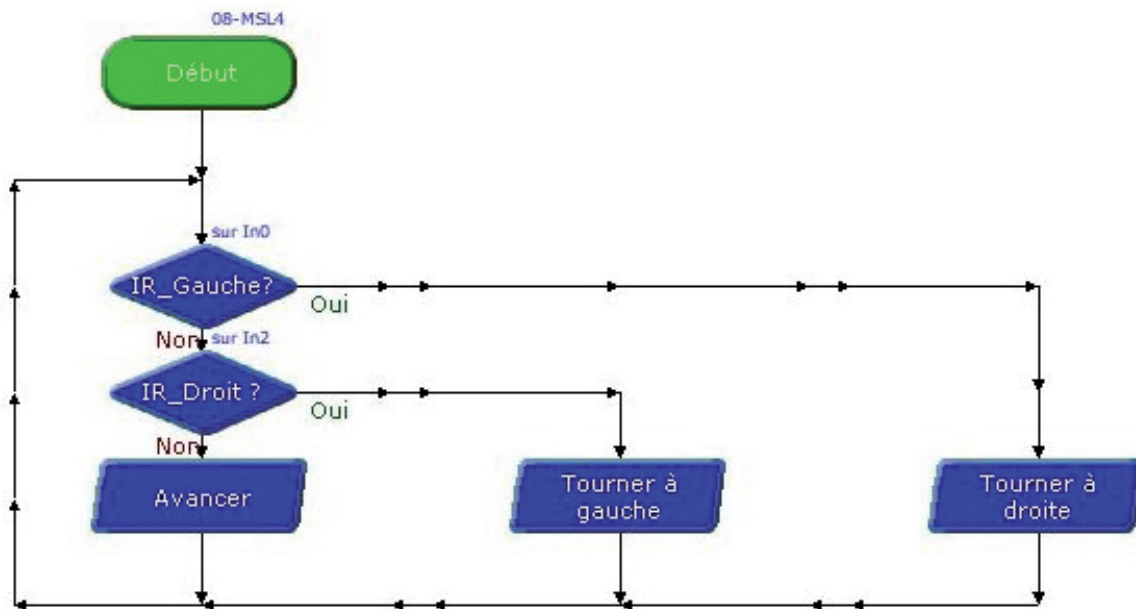 08-MSL4
Début
sur In0
IR_Gauche?
Oui
Non
sur In2
IR_Droit ?
Oui
Non
Avancer
Tourner à
gauche
Tourner à
droite